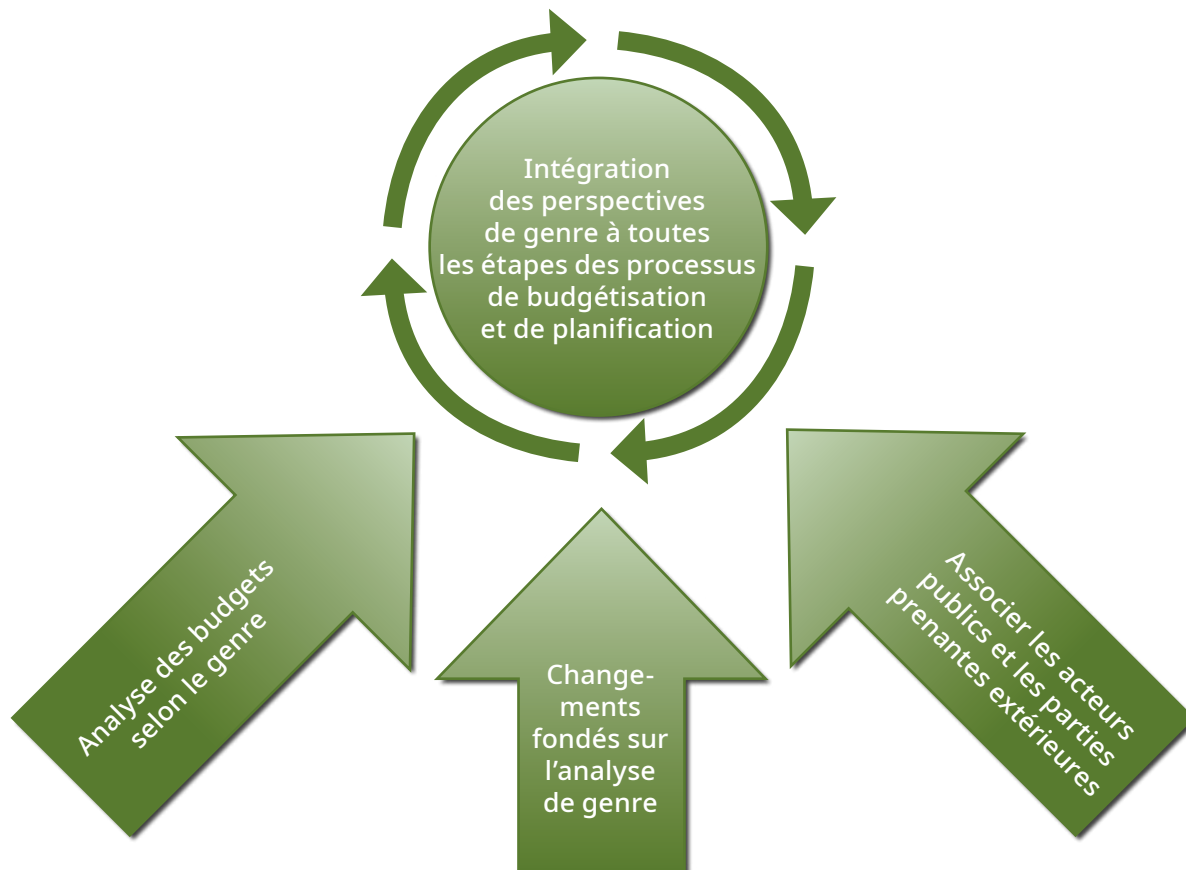 Intégration
des perspectives
de genre à toutes
les étapes des processus
de budgétisation
et de planification
Analyse des budgets
selon le genre
Change-
ments
fondés sur
l’analyse
de genre
Associer les acteurs
publics et les parties
prenantes extérieures